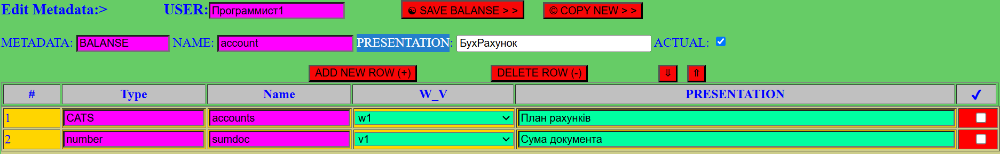 Edit Metadata:> USER: Программист1 ☯ SAVE BALANSE > > © COPY NEW > >
METADATA: BALANSE NAME: account PRESENTATION: БухРахунок ACTUAL:
ADD NEW ROW (+) DELETE ROW (-) ⇓ ⇑
# Type Name W_V PRESENTATION ✔
1 CATS accounts w1 План рахунків
2 number sumdoc v1 Сума документа